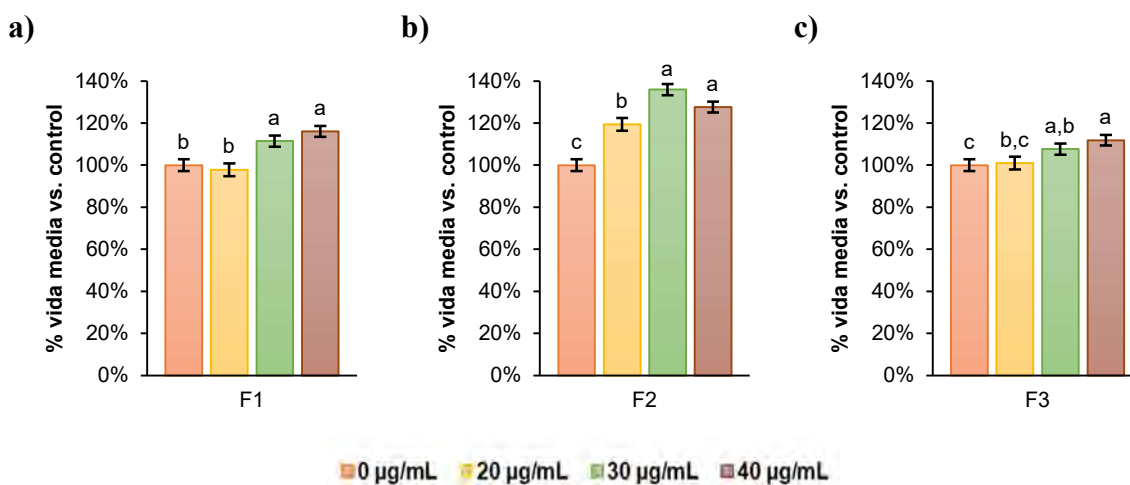 a)
% vida media vs. control
140%
120%
100%
80%
60%
40%
20%
0%
b
b
a
a
F1
b)
% vida media vs. control
140%
120%
100%
80%
60%
40%
20%
0%
c
b
a
a
F2
c)
% vida media vs. control
140%
120%
100%
80%
60%
40%
20%
0%
c
b,c
a,b
a
F3
0 µg/mL 20 µg/mL 30 µg/mL 40 µg/mL